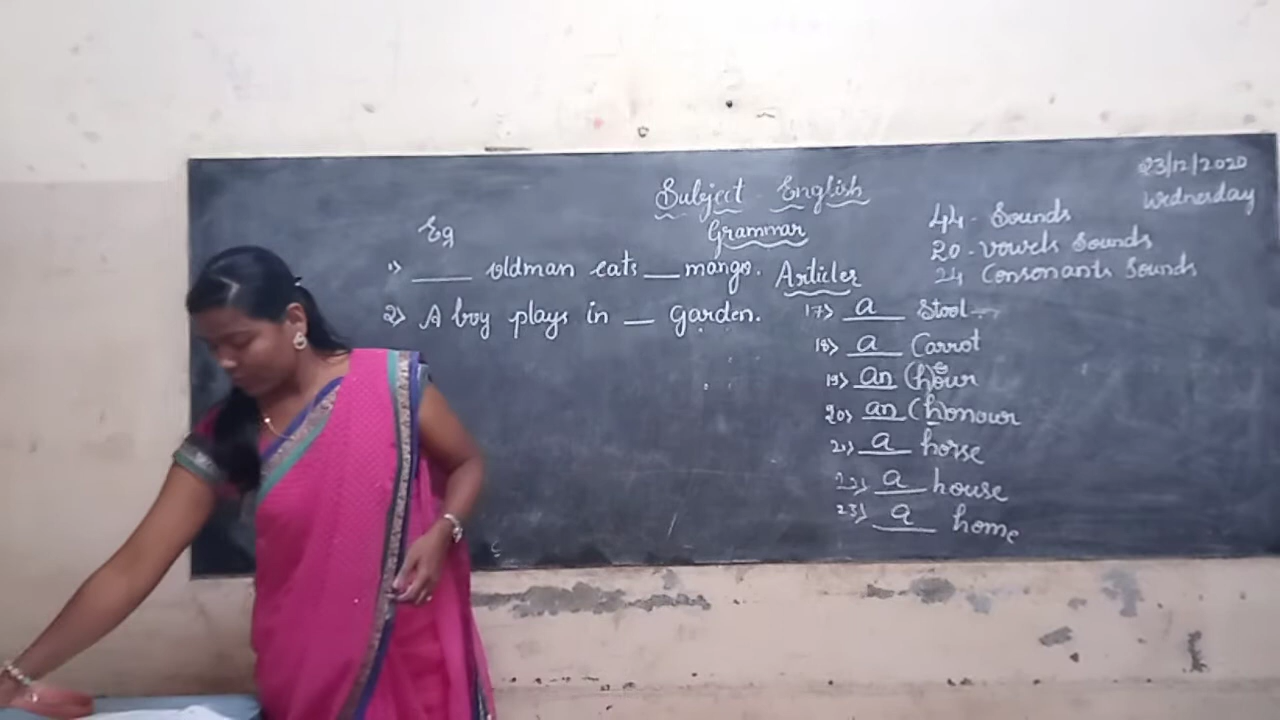 23/12/2020
Wednesday
Subject - English
Grammar
44 - Sounds
20 - Vowels Sounds
24 Consonants Sounds
Eg
1) ____ oldman eats ___ mango.
2) A boy plays in __ garden.
Articles
17) a Stool
18) a Carrot
19) an (h)our
20) an (h)onour
21) a horse
22) a house
23) a home